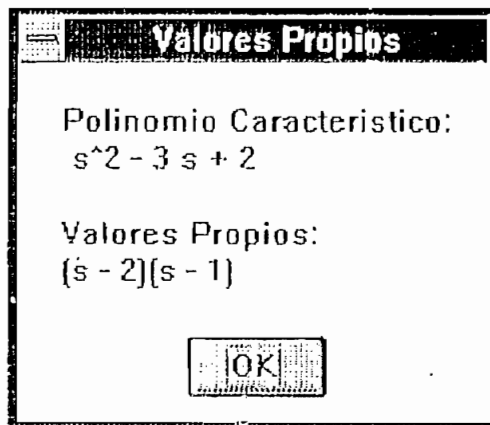 Valores Propios
Polinomio Caracteristico:
s^2 - 3 s + 2
Valores Propios:
(s - 2)(s - 1)
OK